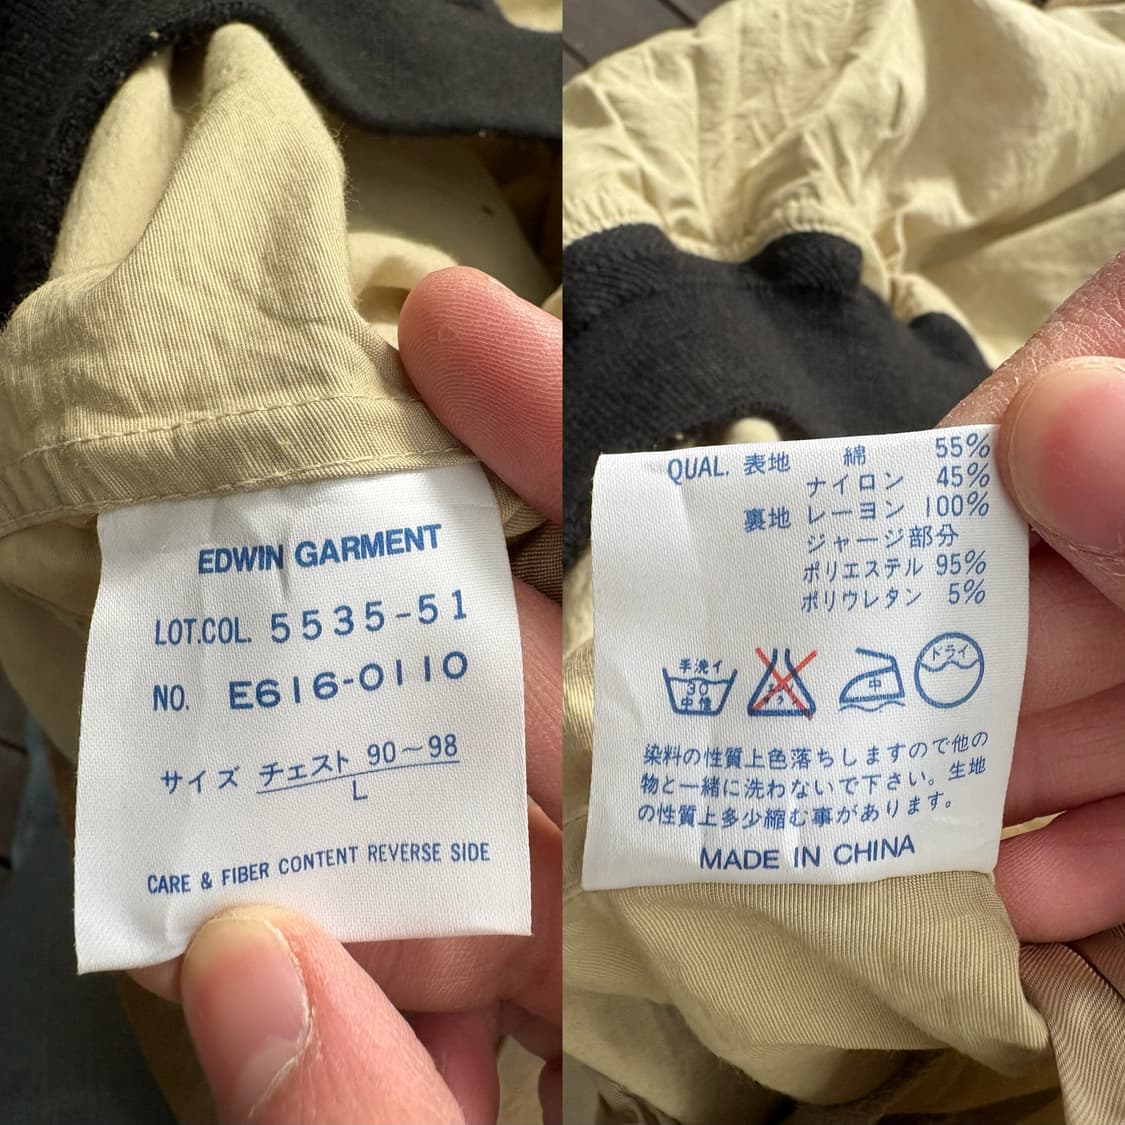 EDWIN GARMENT
LOT.COL. 5535-51
NO. E616-0110
サイズ チェスト 90~98
L
CARE & FIBER CONTENT REVERSE SIDE
QUAL. 表地 綿 55%
ナイロン 45%
裏地 レーヨン 100%
ジャージ部分
ポリエステル 95%
ポリウレタン 5%
手洗イ
30
中性
中
ドライ
染料の性質上色落ちしますので他の
物と一緒に洗わないで下さい。生地
の性質上多少縮む事があります。
MADE IN CHINA